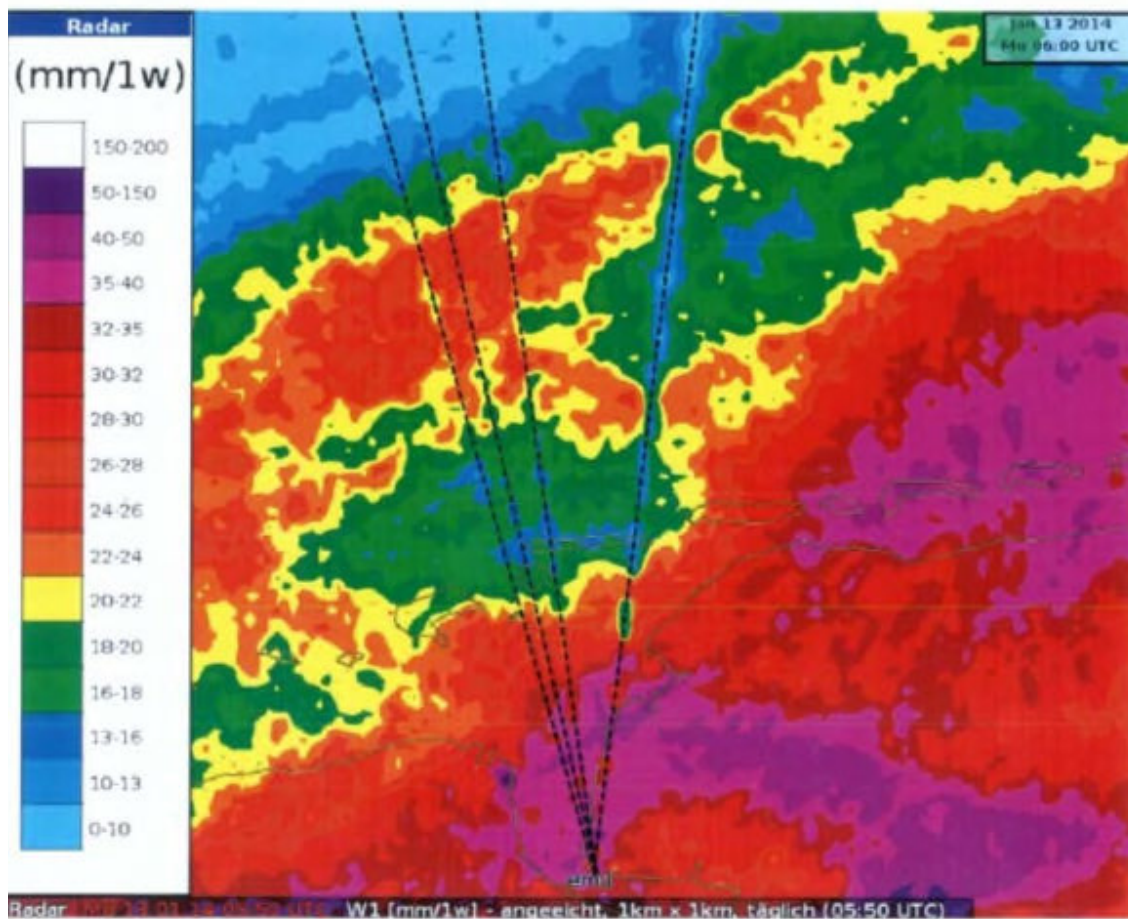 Radar
Jan 13 2014
Mo 06:00 UTC
(mm/1w)
150-200
50-150
40-50
35-40
32-35
30-32
28-30
26-28
24-26
22-24
20-22
18-20
16-18
13-16
10-13
0-10
emd
Radar W1 [mm/1w] - angeeicht, 1km x 1km, täglich (05:50 UTC)